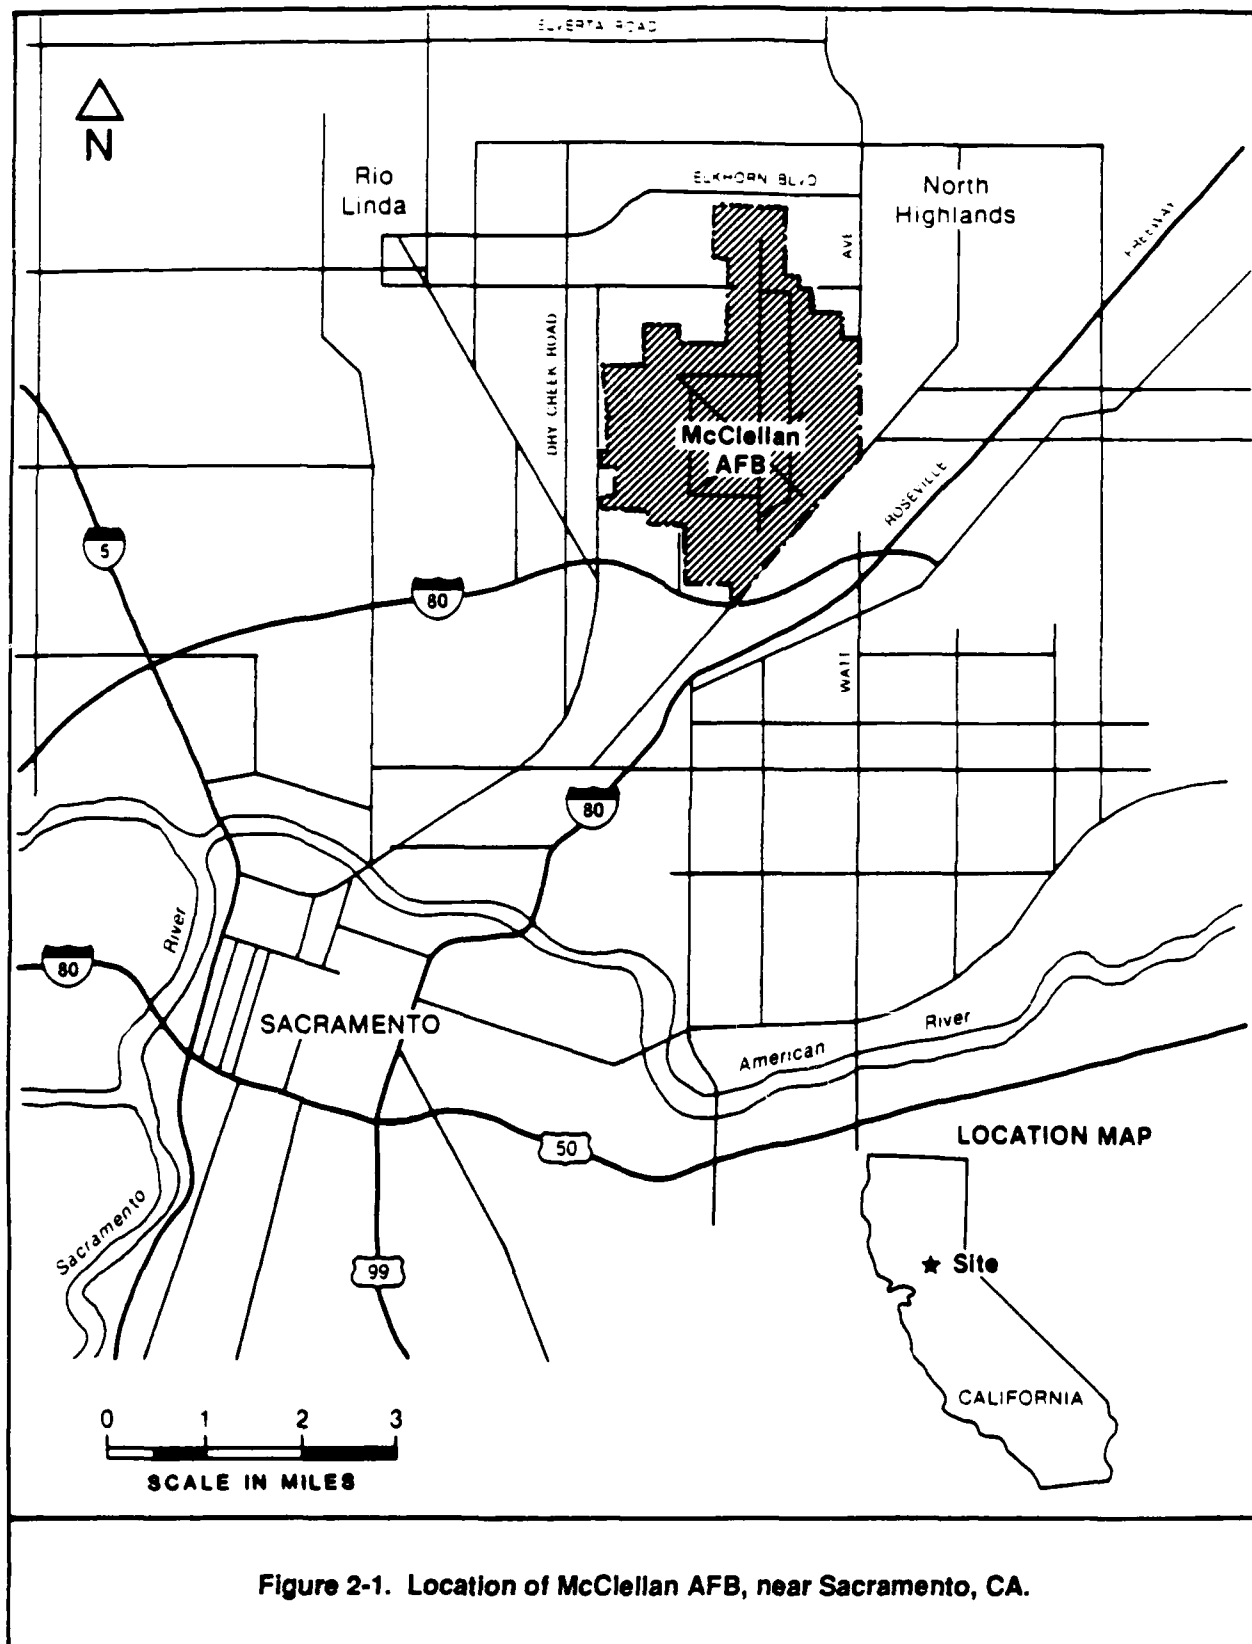 ELVERTA ROAD
N
Rio
Linda
ELKHORN BLVD
North
Highlands
AVE
FREEWAY
DRY CREEK ROAD
McClellan
AFB
ROSEVILLE
5
80
WATT
80
River
80
SACRAMENTO
American
River
50
LOCATION MAP
Sacramento
99
Site
CALIFORNIA
0 1 2 3
SCALE IN MILES
Figure 2-1. Location of McClellan AFB, near Sacramento, CA.